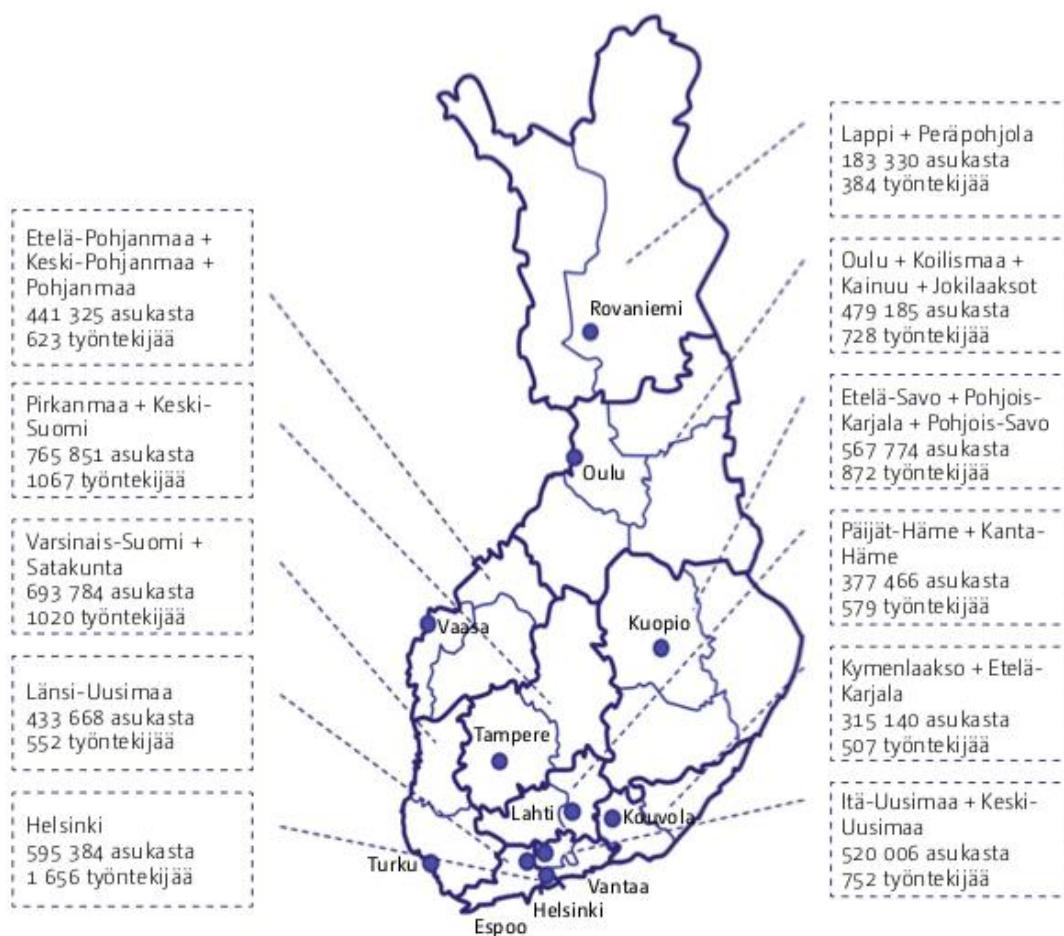 Etelä-Pohjanmaa +
Keski-Pohjanmaa +
Pohjanmaa
441 325 asukasta
623 työntekijää
Pirkanmaa + Keski-
Suomi
765 851 asukasta
1067 työntekijää
Varsinais-Suomi +
Satakunta
693 784 asukasta
1020 työntekijää
Länsi-Uusimaa
433 668 asukasta
552 työntekijää
Helsinki
595 384 asukasta
1 656 työntekijää
Rovaniemi
Oulu
Vaasa
Kuopio
Tampere
Lahti
Kouvola
Turku
Vantaa
Helsinki
Espoo
Lappi + Peräpohjola
183 330 asukasta
384 työntekijää
Oulu + Koilismaa +
Kainuu + Jokilaaksot
479 185 asukasta
728 työntekijää
Etelä-Savo + Pohjois-
Karjala + Pohjois-Savo
567 774 asukasta
872 työntekijää
Päijät-Häme + Kanta-
Häme
377 466 asukasta
579 työntekijää
Kymenlaakso + Etelä-
Karjala
315 140 asukasta
507 työntekijää
Itä-Uusimaa + Keski-
Uusimaa
520 006 asukasta
752 työntekijää